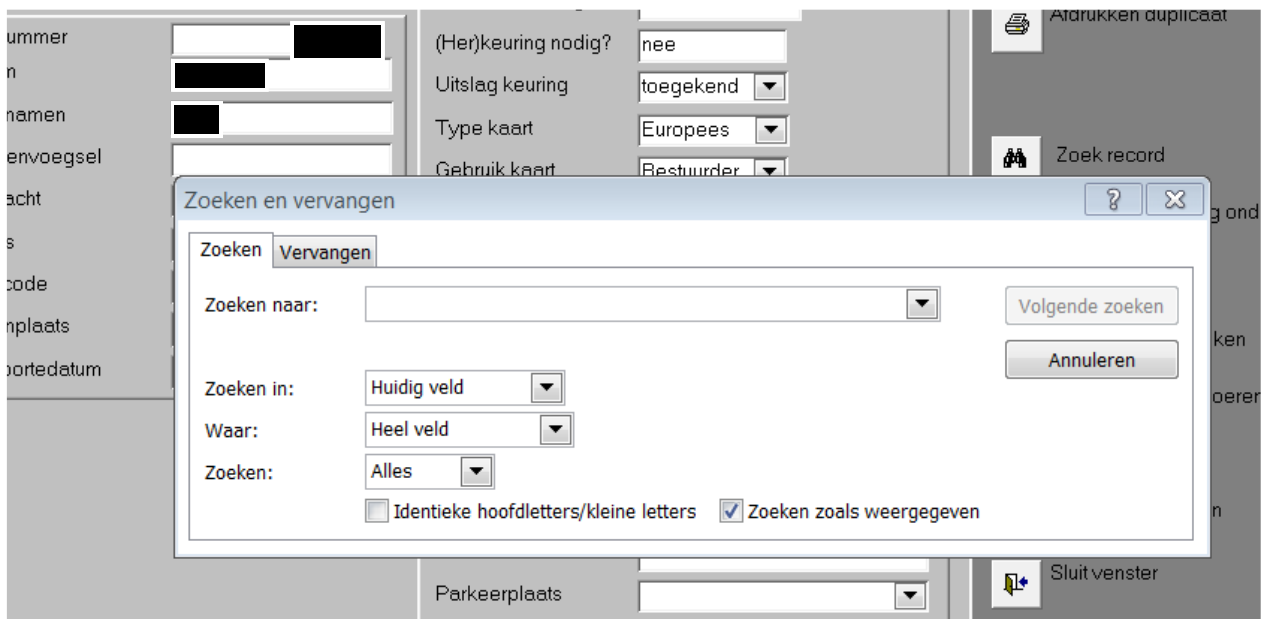 ummer
n
namen
envoegsel
acht
s
code
nplaats
portedatum
(Her)keuring nodig?
nee
Uitslag keuring
toegekend
Type kaart
Europees
Gebruik kaart
Bestuurder
Afdrukken duplicaat
Zoek record
g ond
ken
oerer
n
Sluit venster
Zoeken en vervangen
Zoeken
Vervangen
Zoeken naar:
Volgende zoeken
Annuleren
Zoeken in:
Huidig veld
Waar:
Heel veld
Zoeken:
Alles
Identieke hoofdletters/kleine letters
Zoeken zoals weergegeven
Parkeerplaats